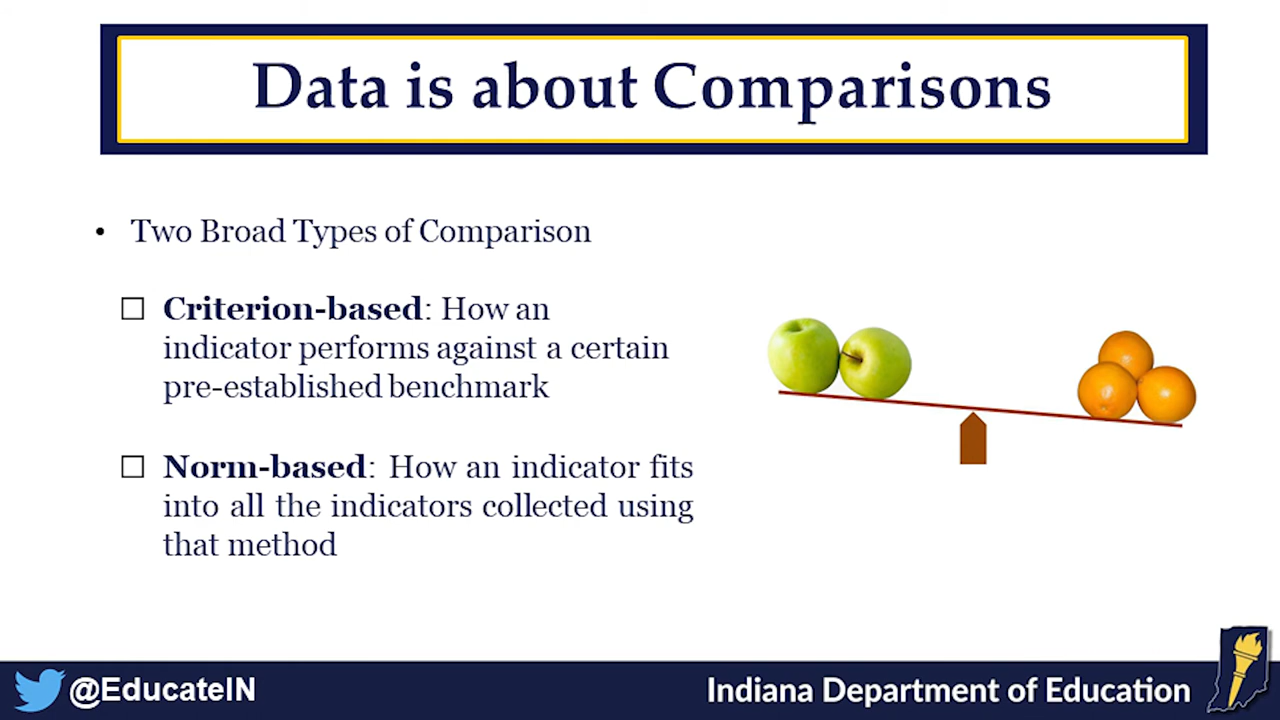 Data is about Comparisons
• Two Broad Types of Comparison
☐ Criterion-based: How an
indicator performs against a certain
pre-established benchmark
☐ Norm-based: How an indicator fits
into all the indicators collected using
that method
@EducateIN
Indiana Department of Education